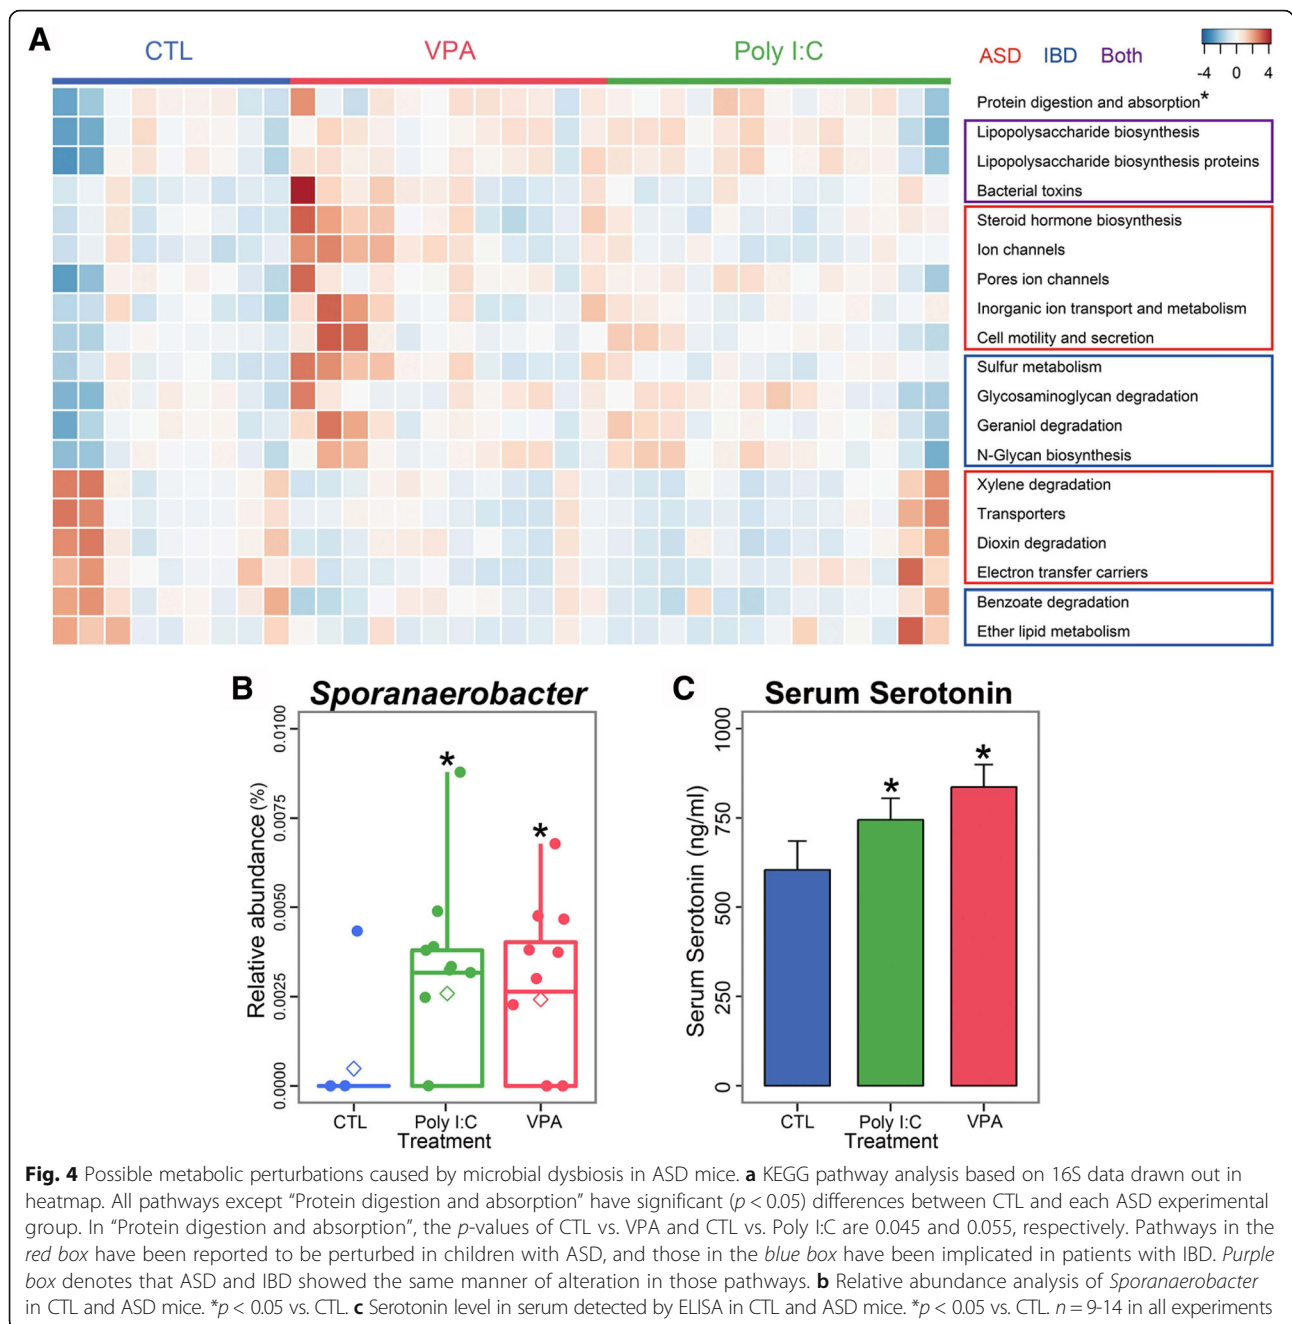 A
CTL
VPA
Poly I:C
ASD IBD Both
-4 0 4
Protein digestion and absorption*
Lipopolysaccharide biosynthesis
Lipopolysaccharide biosynthesis proteins
Bacterial toxins
Steroid hormone biosynthesis
Ion channels
Pores ion channels
Inorganic ion transport and metabolism
Cell motility and secretion
Sulfur metabolism
Glycosaminoglycan degradation
Geraniol degradation
N-Glycan biosynthesis
Xylene degradation
Transporters
Dioxin degradation
Electron transfer carriers
Benzoate degradation
Ether lipid metabolism
B
Sporanaerobacter
Relative abundance (%)
0.0100
0.0075
0.0050
0.0025
0.0000
*
*
CTL Poly I:C VPA
Treatment
C
Serum Serotonin
Serum Serotonin (ng/ml)
1000
750
500
250
0
*
*
CTL Poly I:C VPA
Treatment
Fig. 4 Possible metabolic perturbations caused by microbial dysbiosis in ASD mice. a KEGG pathway analysis based on 16S data drawn out in
heatmap. All pathways except “Protein digestion and absorption” have significant (p < 0.05) differences between CTL and each ASD experimental
group. In “Protein digestion and absorption”, the p-values of CTL vs. VPA and CTL vs. Poly I:C are 0.045 and 0.055, respectively. Pathways in the
red box have been reported to be perturbed in children with ASD, and those in the blue box have been implicated in patients with IBD. Purple
box denotes that ASD and IBD showed the same manner of alteration in those pathways. b Relative abundance analysis of Sporanaerobacter
in CTL and ASD mice. *p < 0.05 vs. CTL. c Serotonin level in serum detected by ELISA in CTL and ASD mice. *p < 0.05 vs. CTL. n = 9-14 in all experiments